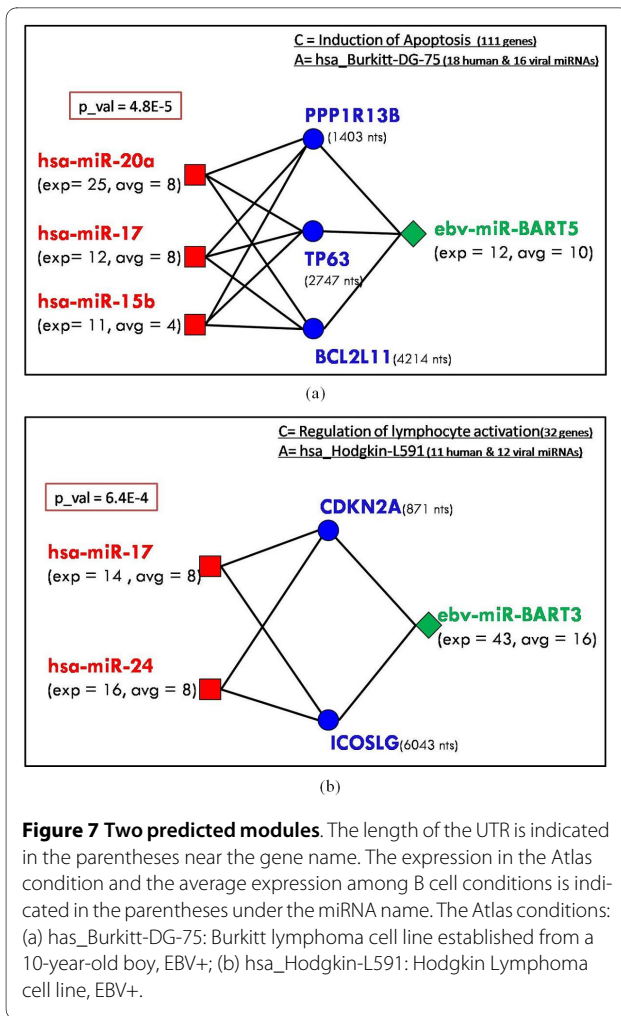 C = Induction of Apoptosis (111 genes)
A= hsa_Burkitt-DG-75 (18 human & 16 viral miRNAs)
p_val = 4.8E-5
PPP1R13B
(1403 nts)
hsa-miR-20a
(exp= 25, avg = 8)
hsa-miR-17
(exp = 12, avg = 8)
hsa-miR-15b
(exp= 11, avg = 4)
TP63
(2747 nts)
BCL2L11(4214 nts)
ebv-miR-BART5
(exp = 12, avg = 10)
(a)
C= Regulation of lymphocyte activation(32 genes)
A= hsa_Hodgkin-L591(11 human & 12 viral miRNAs)
p_val = 6.4E-4
CDKN2A(871 nts)
hsa-miR-17
(exp = 14 , avg = 8)
hsa-miR-24
(exp = 16, avg = 8)
ebv-miR-BART3
(exp = 43, avg = 16)
ICOSLG(6043 nts)
(b)
Figure 7 Two predicted modules. The length of the UTR is indicated
in the parentheses near the gene name. The expression in the Atlas
condition and the average expression among B cell conditions is indi-
cated in the parentheses under the miRNA name. The Atlas conditions:
(a) has_Burkitt-DG-75: Burkitt lymphoma cell line established from a
10-year-old boy, EBV+; (b) hsa_Hodgkin-L591: Hodgkin Lymphoma
cell line, EBV+.